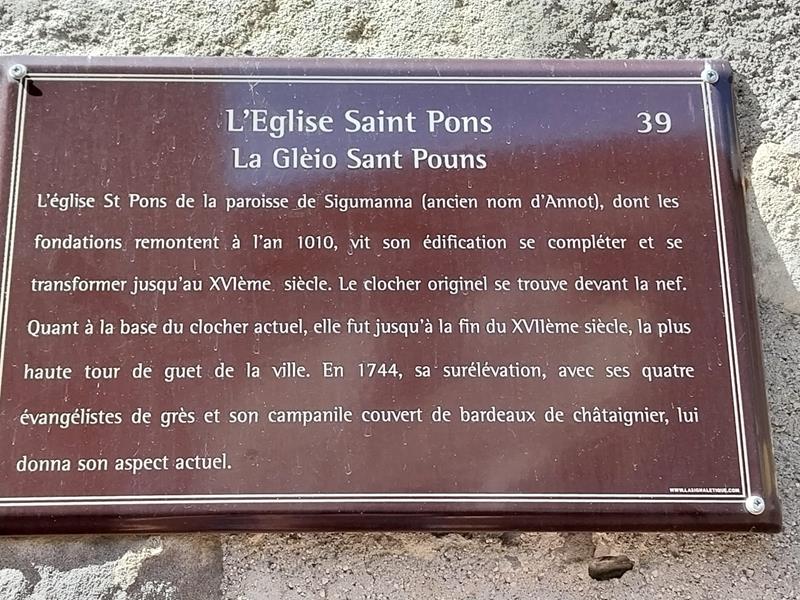 L'Eglise Saint Pons 39
La Glèio Sant Pouns
L'église St Pons de la paroisse de Sigumanna (ancien nom d'Annot), dont les
fondations remontent à l'an 1010, vit son édification se compléter et se
transformer jusqu'au XVIème siècle. Le clocher originel se trouve devant la nef.
Quant à la base du clocher actuel, elle fut jusqu'à la fin du XVIIème siècle, la plus
haute tour de guet de la ville. En 1744, sa surélévation, avec ses quatre
évangélistes de grès et son campanile couvert de bardeaux de châtaignier, lui
donna son aspect actuel.
WWW.LASIGNALETIQUE.COM